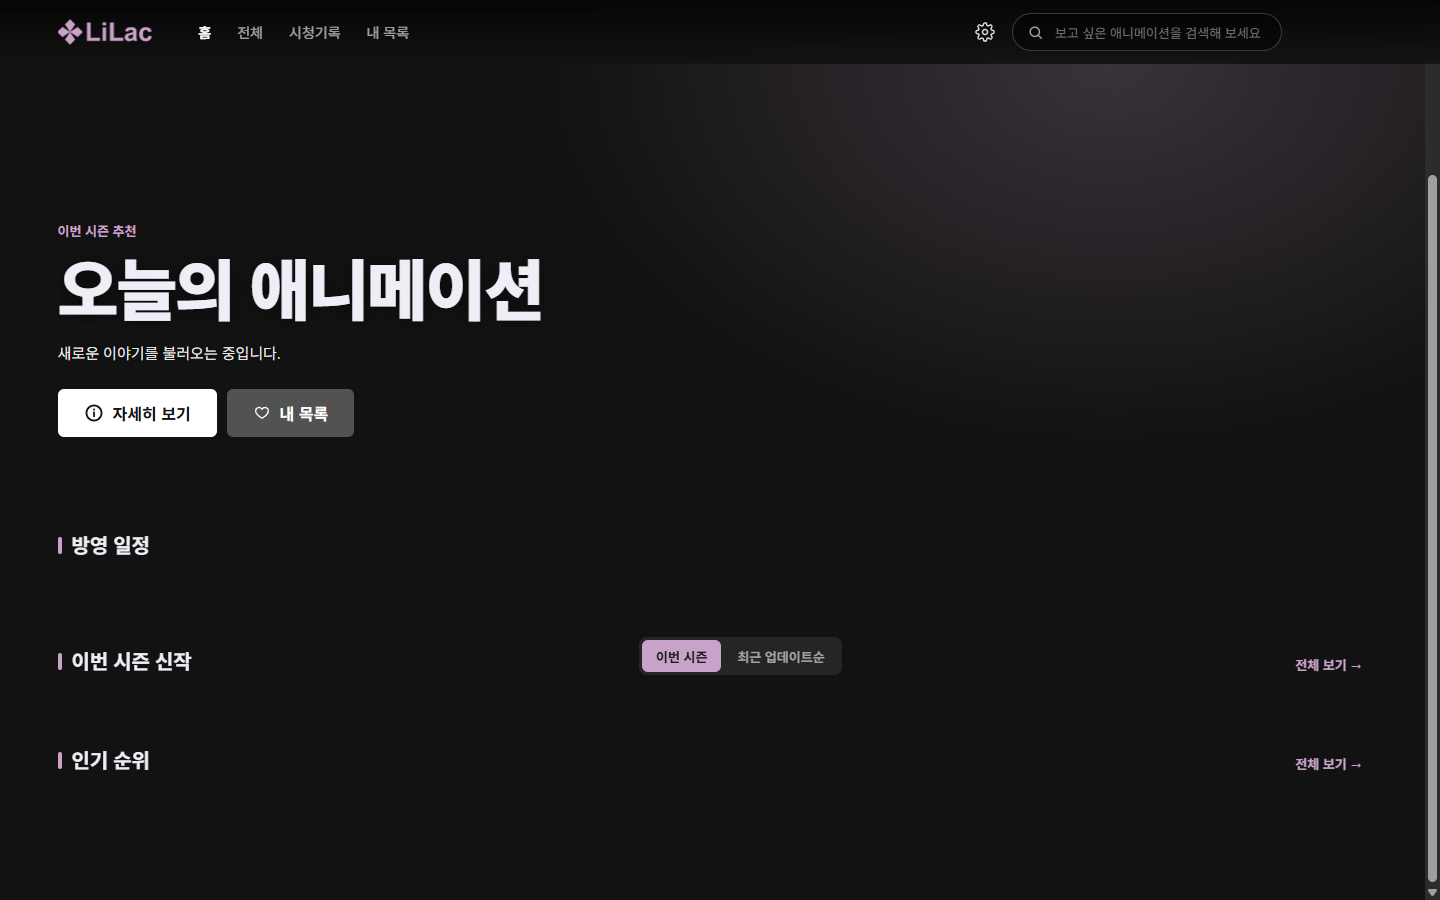 LiLac
홈 전체 시청기록 내 목록
보고 싶은 애니메이션을 검색해 보세요
이번 시즌 추천
오늘의 애니메이션
새로운 이야기를 불러오는 중입니다.
자세히 보기 내 목록
방영 일정
이번 시즌 신작
이번 시즌 최근 업데이트순
전체 보기 →
인기 순위
전체 보기 →